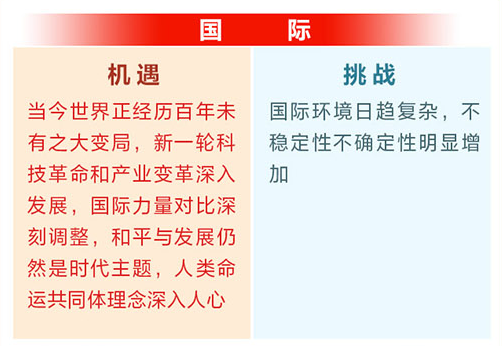 国 际
机 遇
当今世界正经历百年未
有之大变局，新一轮科
技革命和产业变革深入
发展，国际力量对比深
刻调整，和平与发展仍
然是时代主题，人类命
运共同体理念深入人心
挑 战
国际环境日趋复杂，不
稳定性不确定性明显增
加